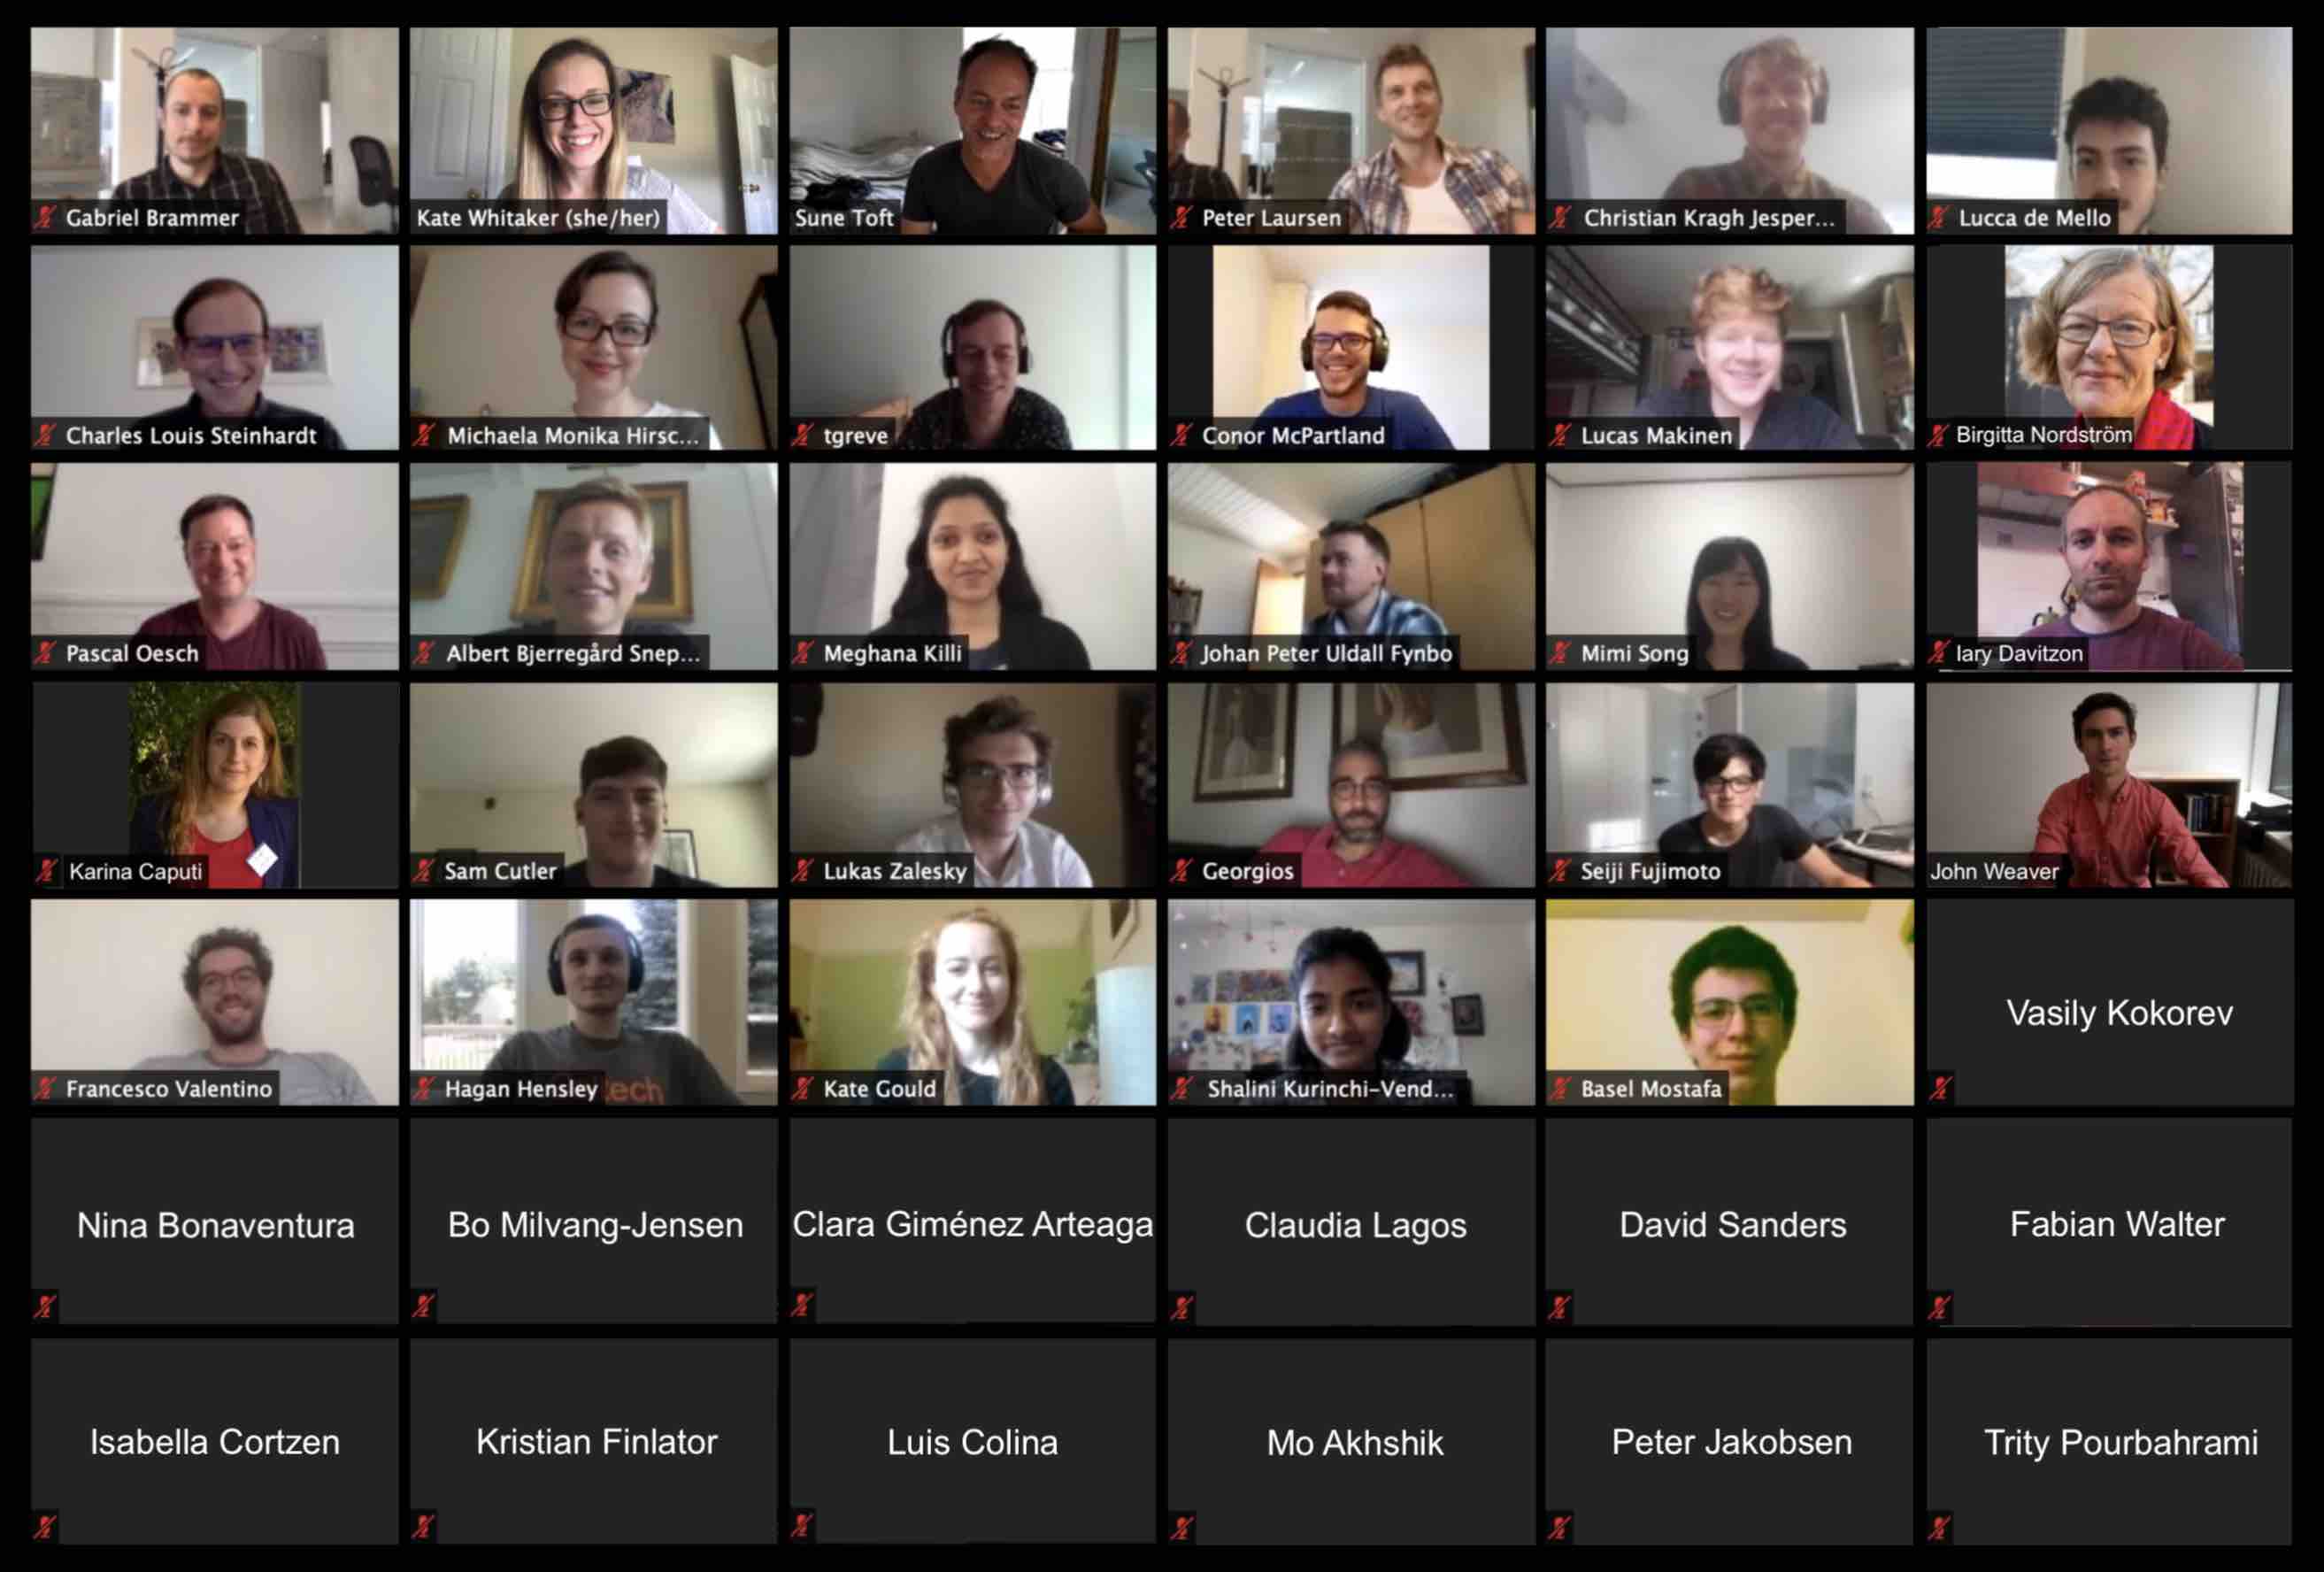 Gabriel Brammer
Kate Whitaker (she/her)
Sune Toft
Peter Laursen
Christian Kragh Jesper...
Lucca de Mello
Charles Louis Steinhardt
Michaela Monika Hirsc...
tgreve
Conor McPartland
Lucas Makinen
Birgitta Nordström
Pascal Oesch
Albert Bjerregård Snep...
Meghana Killi
Johan Peter Uldall Fynbo
Mimi Song
Iary Davitzon
Karina Caputi
Sam Cutler
Lukas Zalesky
Georgios
Seiji Fujimoto
John Weaver
Francesco Valentino
Hagan Hensley
tech
Kate Gould
Shalini Kurinchi-Vend...
Basel Mostafa
Vasily Kokorev
Nina Bonaventura
Bo Milvang-Jensen
Clara Giménez Arteaga
Claudia Lagos
David Sanders
Fabian Walter
Isabella Cortzen
Kristian Finlator
Luis Colina
Mo Akhshik
Peter Jakobsen
Trity Pourbahrami